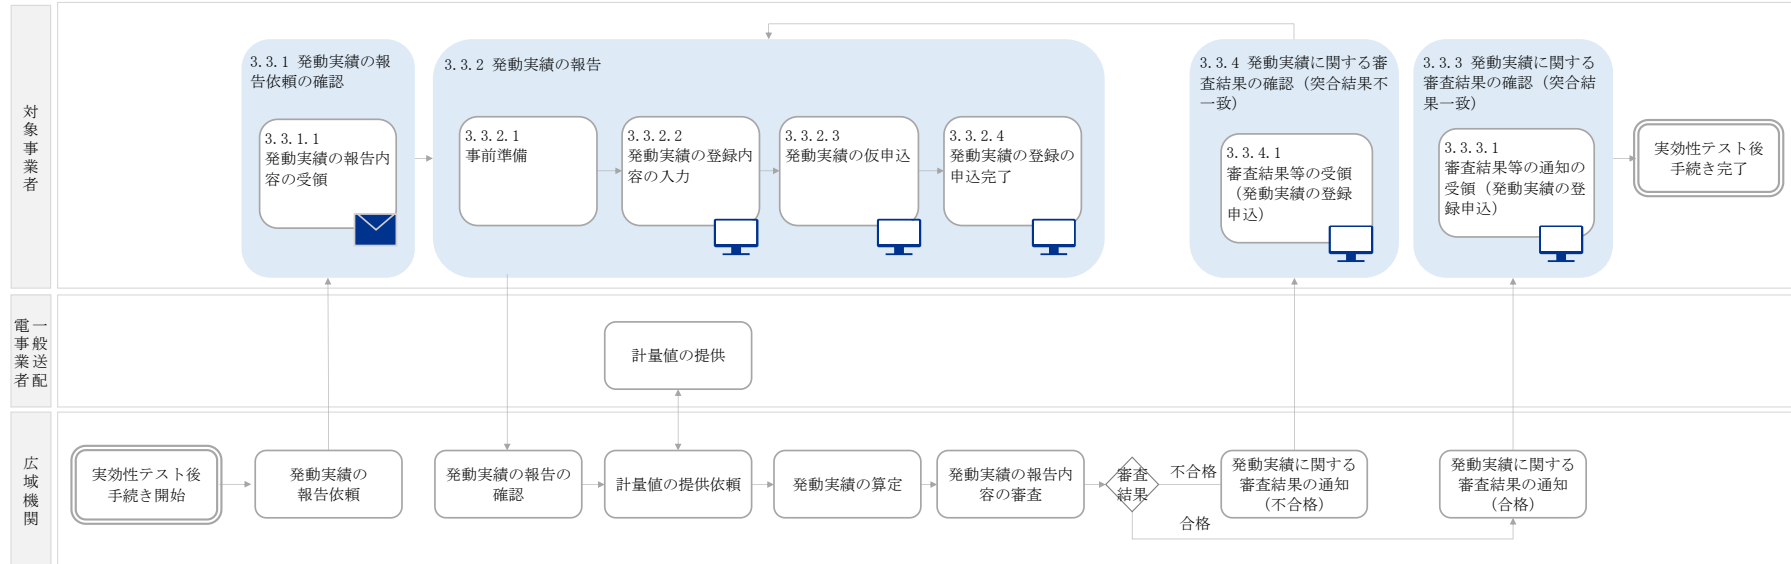 対象事業者
3.3.1 発動実績の報
告依頼の確認
3.3.1.1
発動実績の報告内
容の受領
3.3.2 発動実績の報告
3.3.2.1
事前準備
3.3.2.2
発動実績の登録内
容の入力
3.3.2.3
発動実績の仮申込
3.3.2.4
発動実績の登録の
申込完了
3.3.4 発動実績に関する審
査結果の確認（突合結果不
一致）
3.3.4.1
審査結果等の受領
（発動実績の登録
申込）
3.3.3 発動実績に関する
審査結果の確認（突合結
果一致）
3.3.3.1
審査結果等の通知の
受領（発動実績の登
録申込）
実効性テスト後
手続き完了
一般送配
電事業者
計量値の提供
広域機関
実効性テスト後
手続き開始
発動実績の
報告依頼
発動実績の報告の
確認
計量値の提供依頼
発動実績の算定
発動実績の報告内
容の審査
審査
結果
不合格
合格
発動実績に関する
審査結果の通知
（不合格）
発動実績に関する
審査結果の通知
（合格）